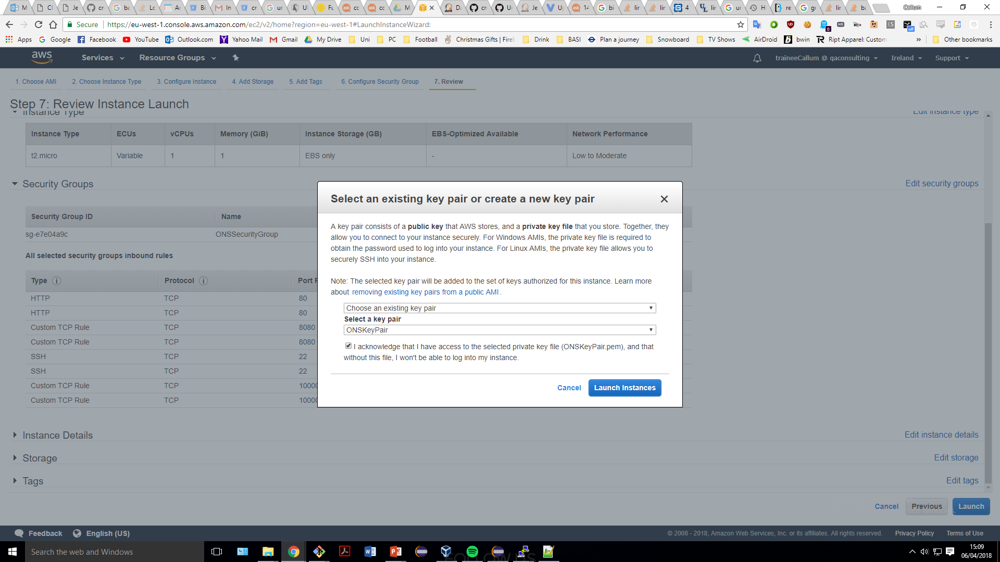 Callum
Secure https://eu-west-1.console.aws.amazon.com/ec2/v2/home?region=eu-west-1#LaunchInstanceWizard:
Apps Google Facebook YouTube Outlook.com Yahoo Mail Gmail My Drive Uni PC Football Christmas Gifts | Fire Drink BASI Plan a journey Snowboard TV Shows AirDroid bwin Ript Apparel: Custom » Other bookmarks
aws Services Resource Groups traineeCallum @ qaconsulting Ireland Support
1. Choose AMI 2. Choose Instance Type 3. Configure Instance 4. Add Storage 5. Add Tags 6. Configure Security Group 7. Review
Step 7: Review Instance Launch
Instance Type Edit instance type
Instance Type ECUs vCPUs Memory (GiB) Instance Storage (GB) EBS-Optimized Available Network Performance
t2.micro Variable 1 1 EBS only - Low to Moderate
Security Groups Edit security groups
Security Group ID Name
sg-e7e04a9c ONSSecurityGroup
All selected security groups inbound rules
Type Protocol Port
HTTP TCP 80
HTTP TCP 80
Custom TCP Rule TCP 8080
Custom TCP Rule TCP 8080
SSH TCP 22
SSH TCP 22
Custom TCP Rule TCP 10000
Custom TCP Rule TCP 10000
Select an existing key pair or create a new key pair
A key pair consists of a public key that AWS stores, and a private key file that you store. Together, they
allow you to connect to your instance securely. For Windows AMIs, the private key file is required to
obtain the password used to log into your instance. For Linux AMIs, the private key file allows you to
securely SSH into your instance.
Note: The selected key pair will be added to the set of keys authorized for this instance. Learn more
about removing existing key pairs from a public AMI.
Choose an existing key pair
Select a key pair
ONSKeyPair
I acknowledge that I have access to the selected private key file (ONSKeyPair.pem), and that
without this file, I won't be able to log into my instance.
Cancel Launch Instances
Instance Details Edit instance details
Storage Edit storage
Tags Edit tags
Cancel Previous Launch
Feedback English (US) © 2008 - 2018, Amazon Web Services, Inc. or its affiliates. All rights reserved. Privacy Policy Terms of Use
Search the web and Windows
15:09
06/04/2018